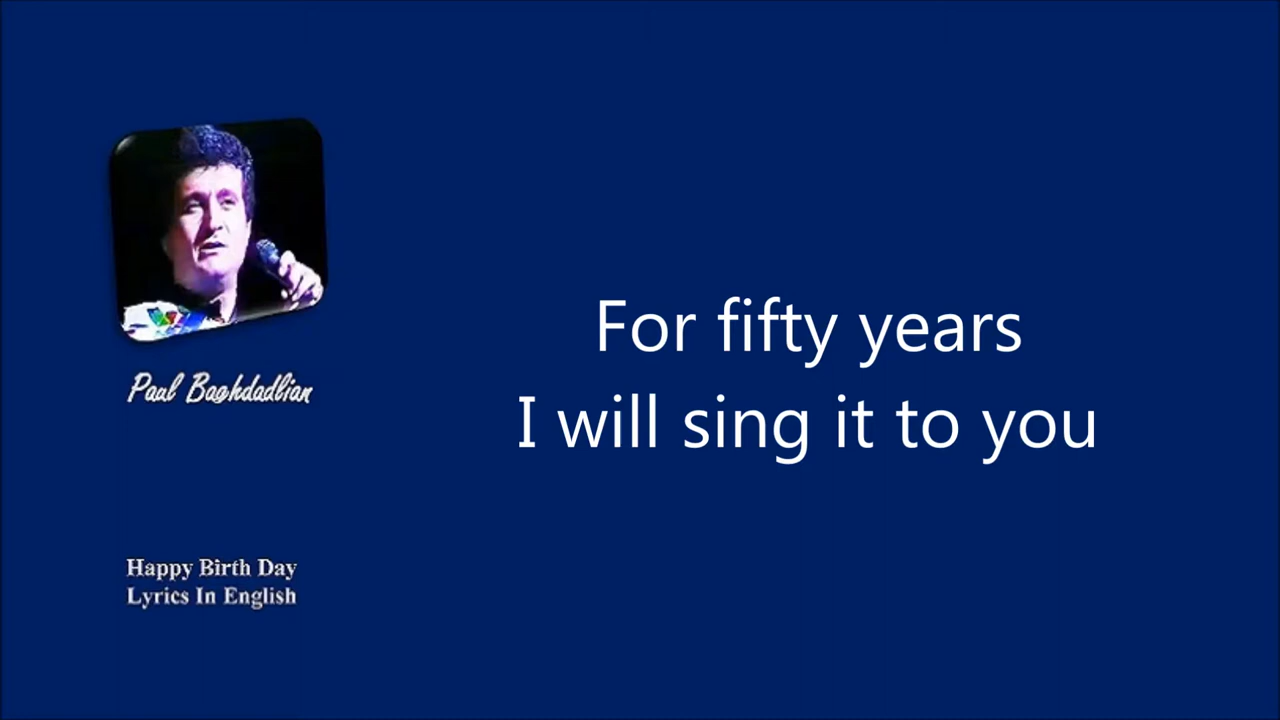 For fifty years
I will sing it to you
Paul Baghdadlian
Happy Birth Day
Lyrics In English